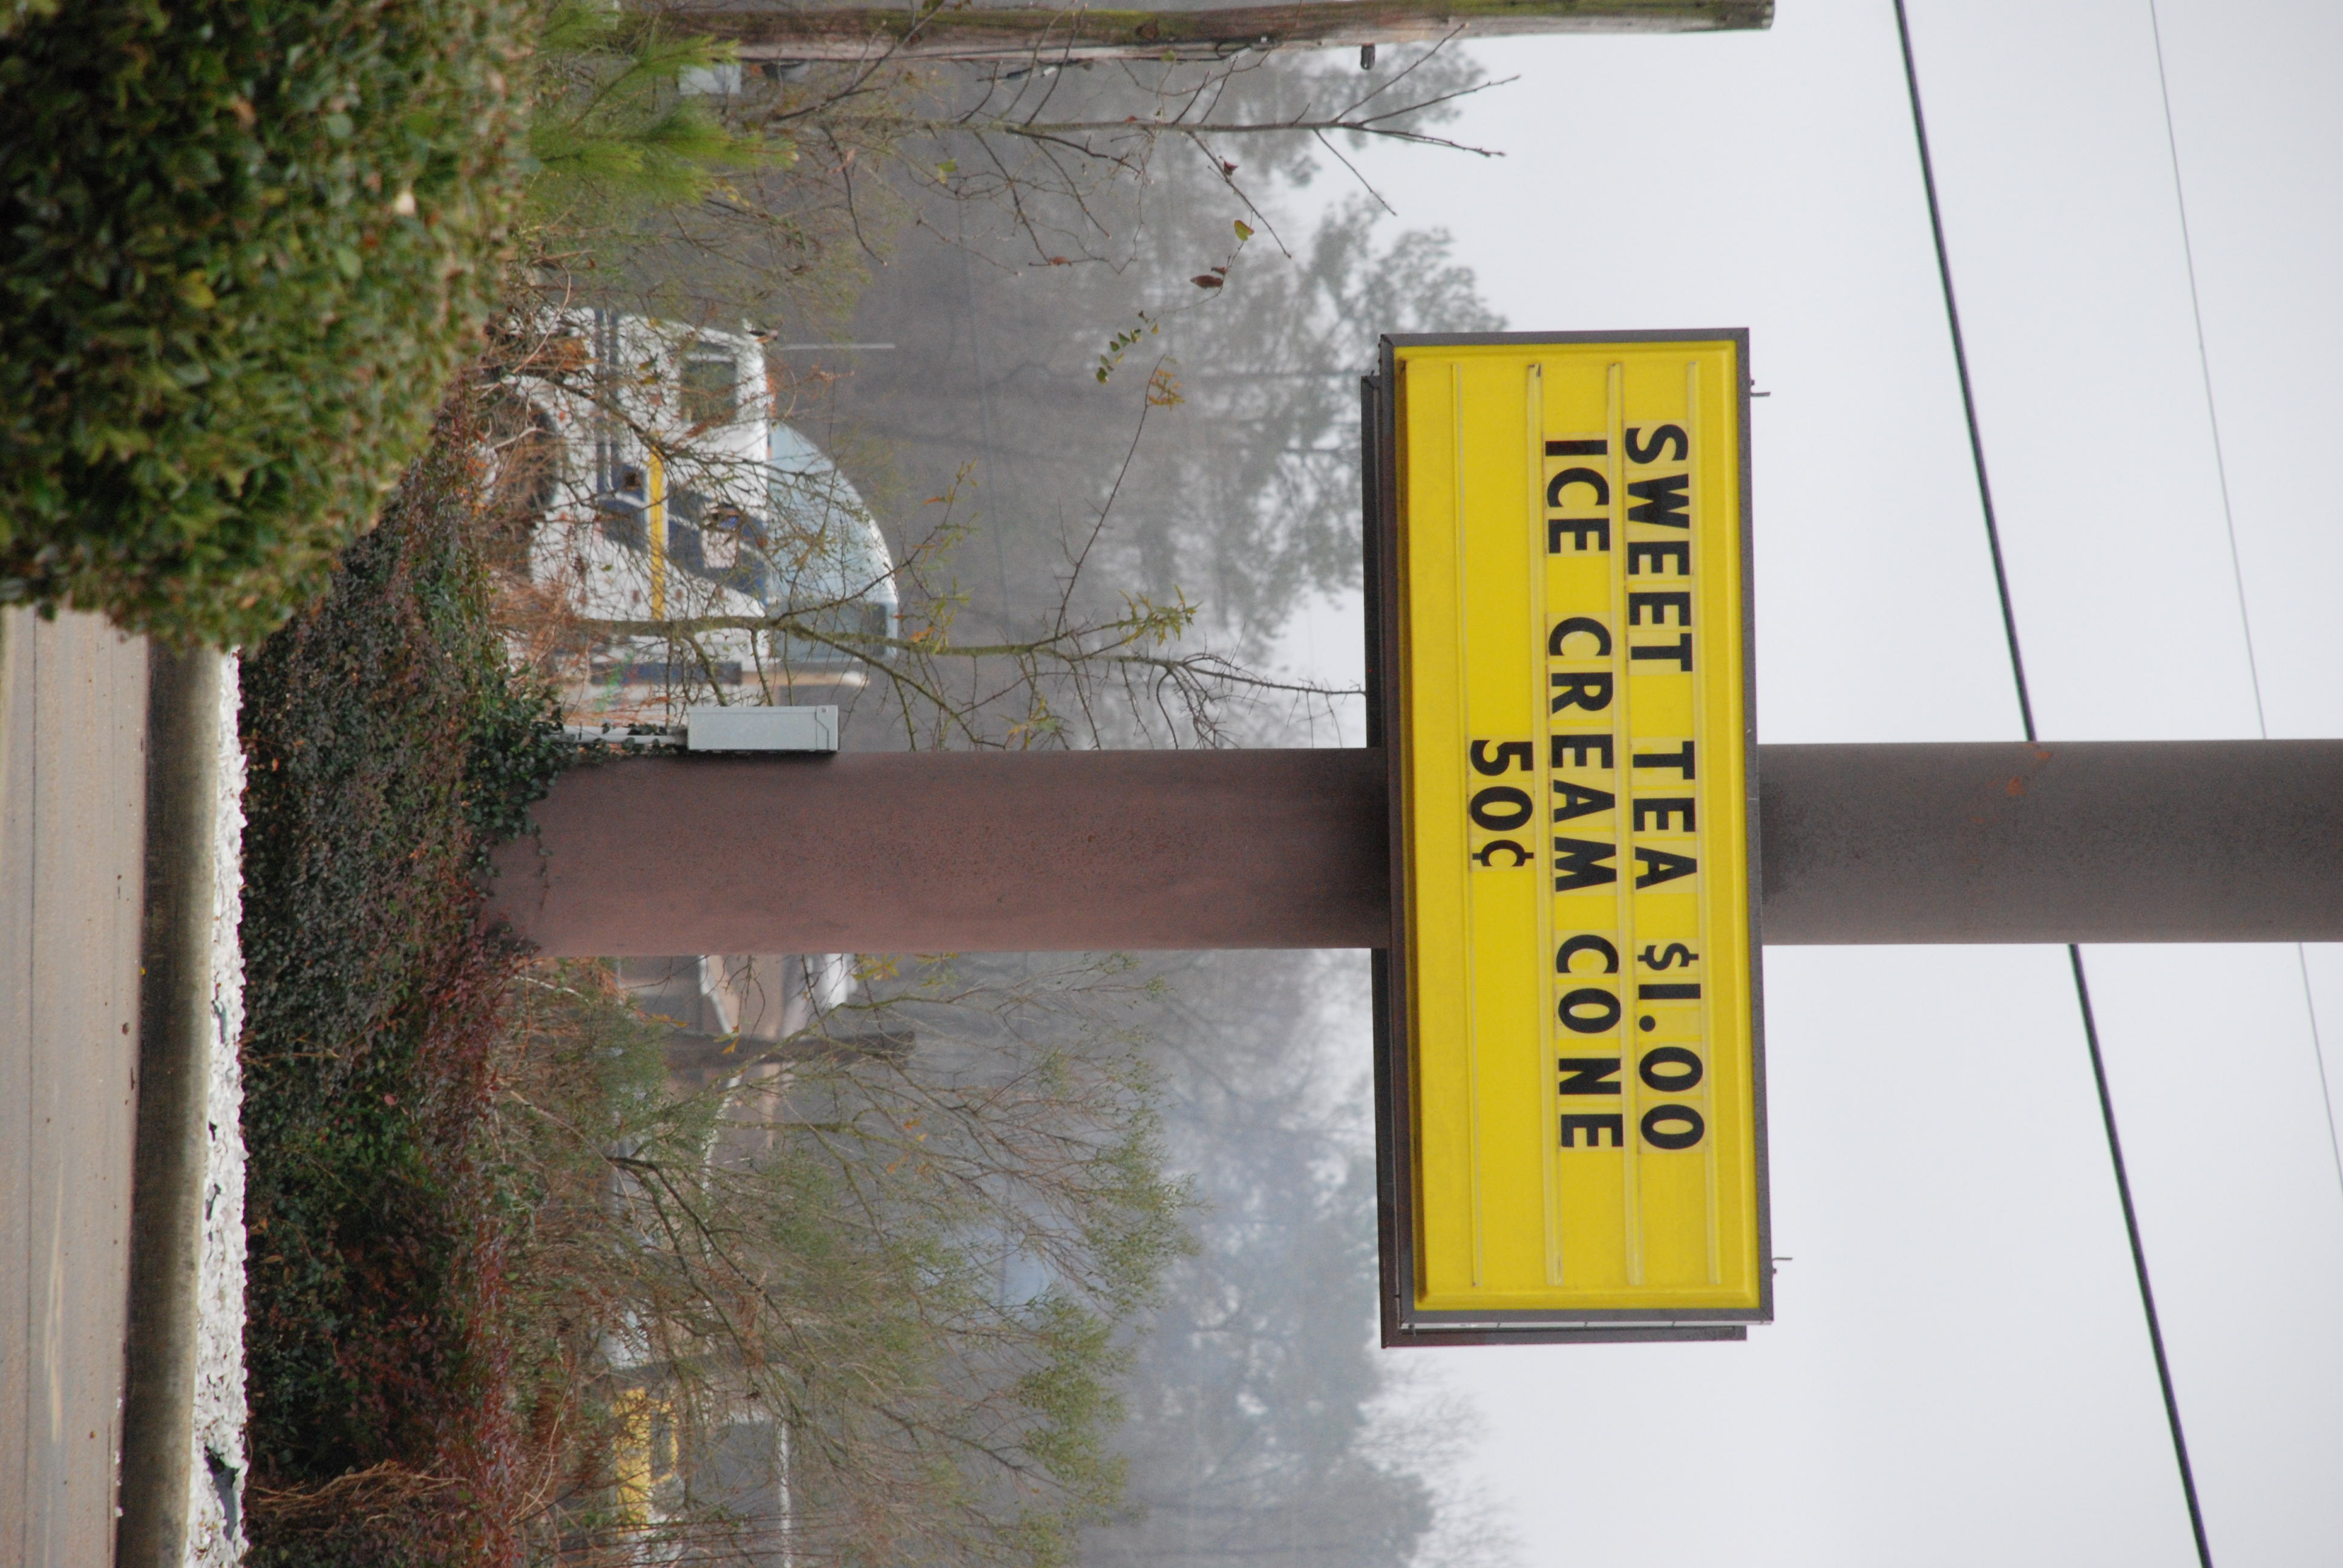 SWEET TEA $1.00
ICE CREAM CONE
50¢